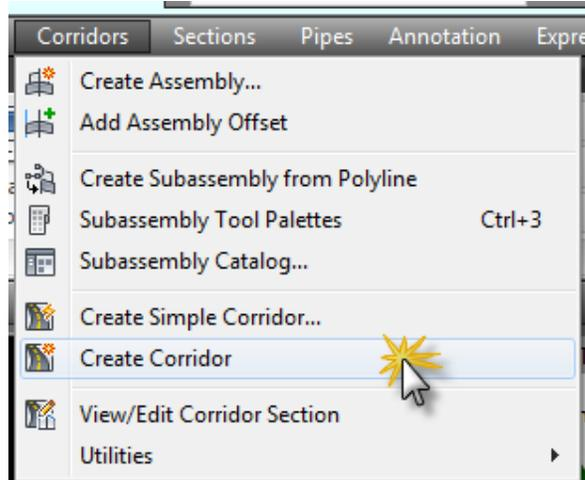 Corridors Sections Pipes Annotation
Create Assembly...
Add Assembly Offset
Create Subassembly from Polyline
Subassembly Tool Palettes Ctrl+3
Subassembly Catalog...
Create Simple Corridor...
Create Corridor
View/Edit Corridor Section
Utilities